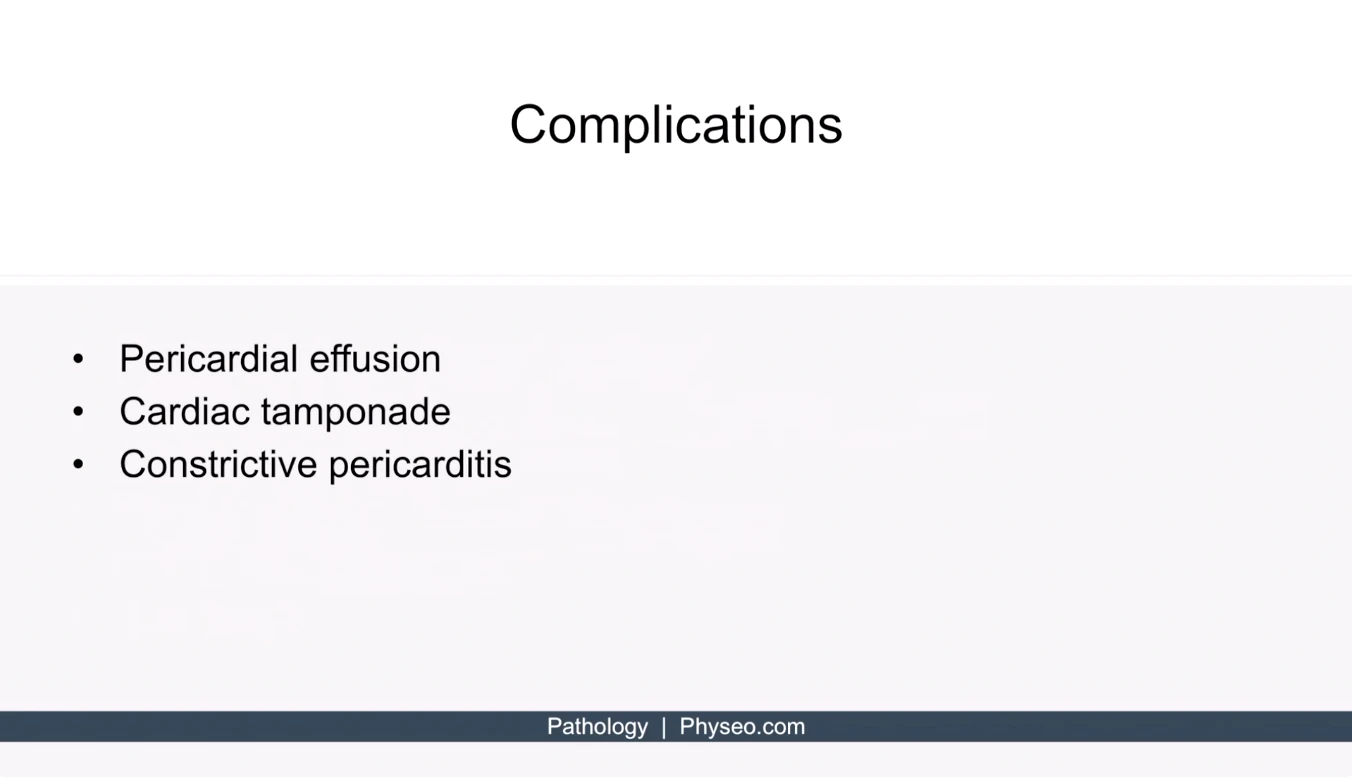 Complications
• Pericardial effusion
• Cardiac tamponade
• Constrictive pericarditis
Pathology | Physeo.com